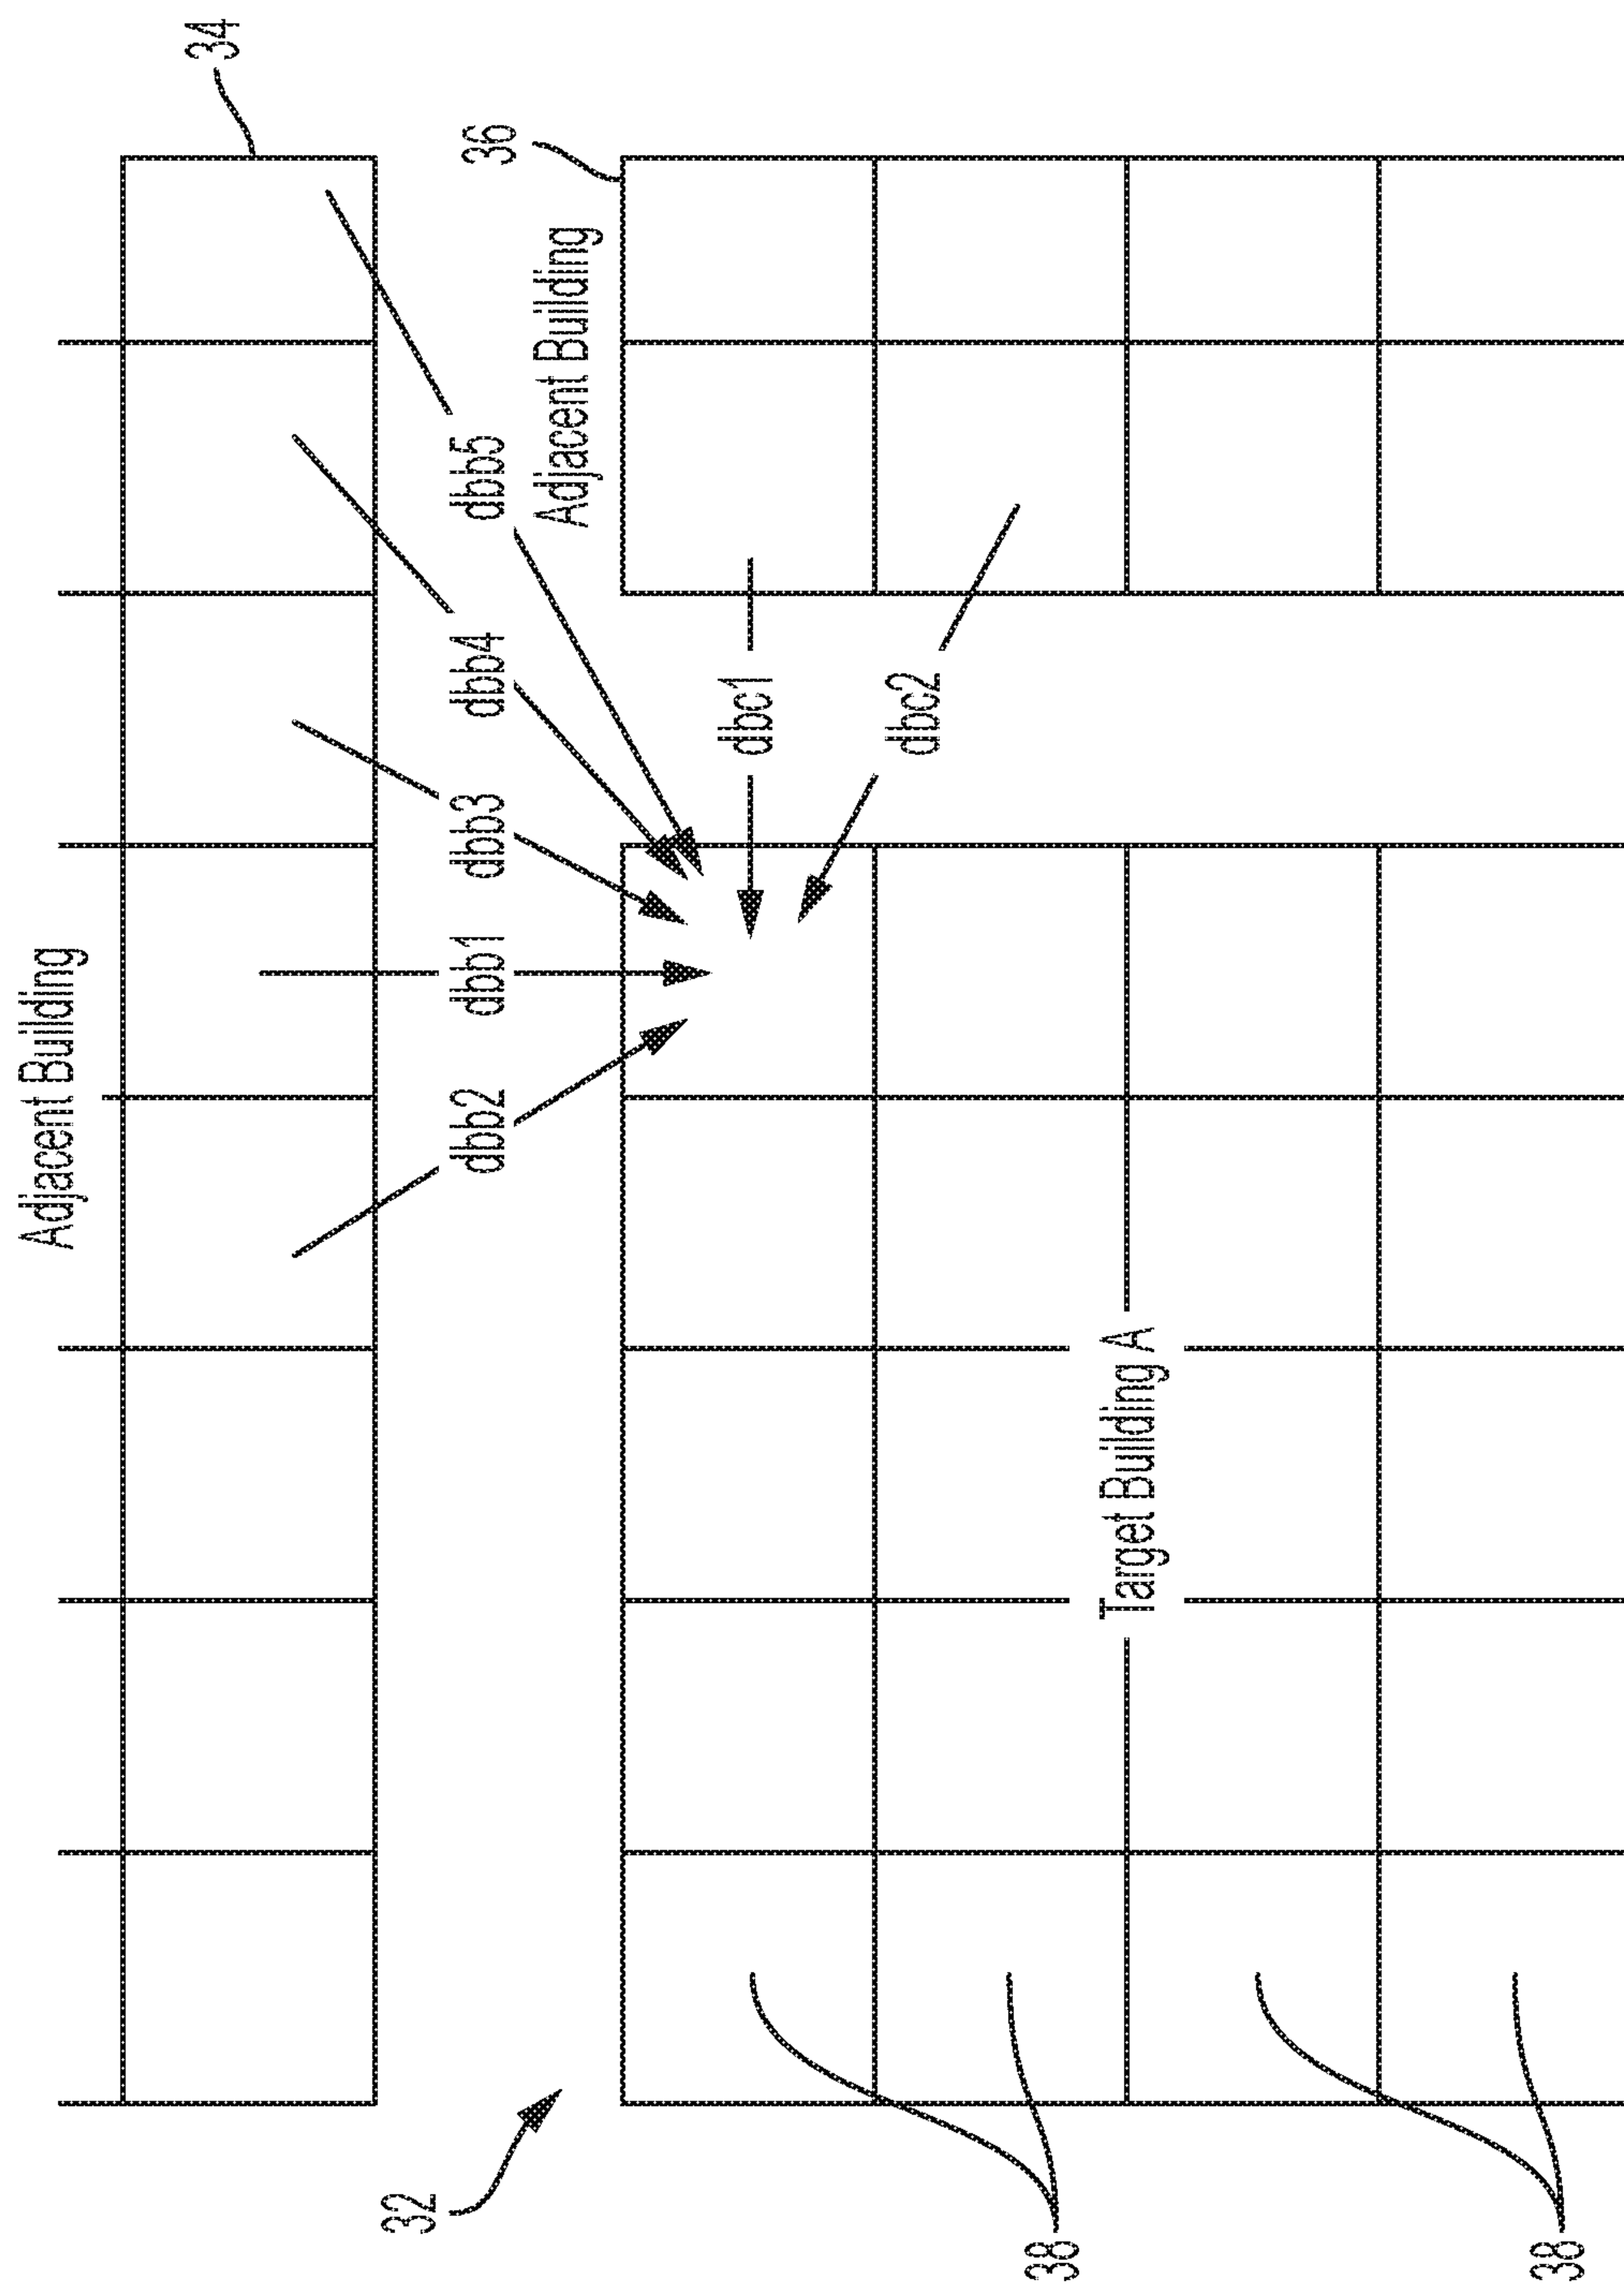 34
36
Adjacent Building
Adjacent Building
dbb2
dbb1
dbb3
dbb4
dbb5
dbc1
dbc2
32
Target Building A
38
38